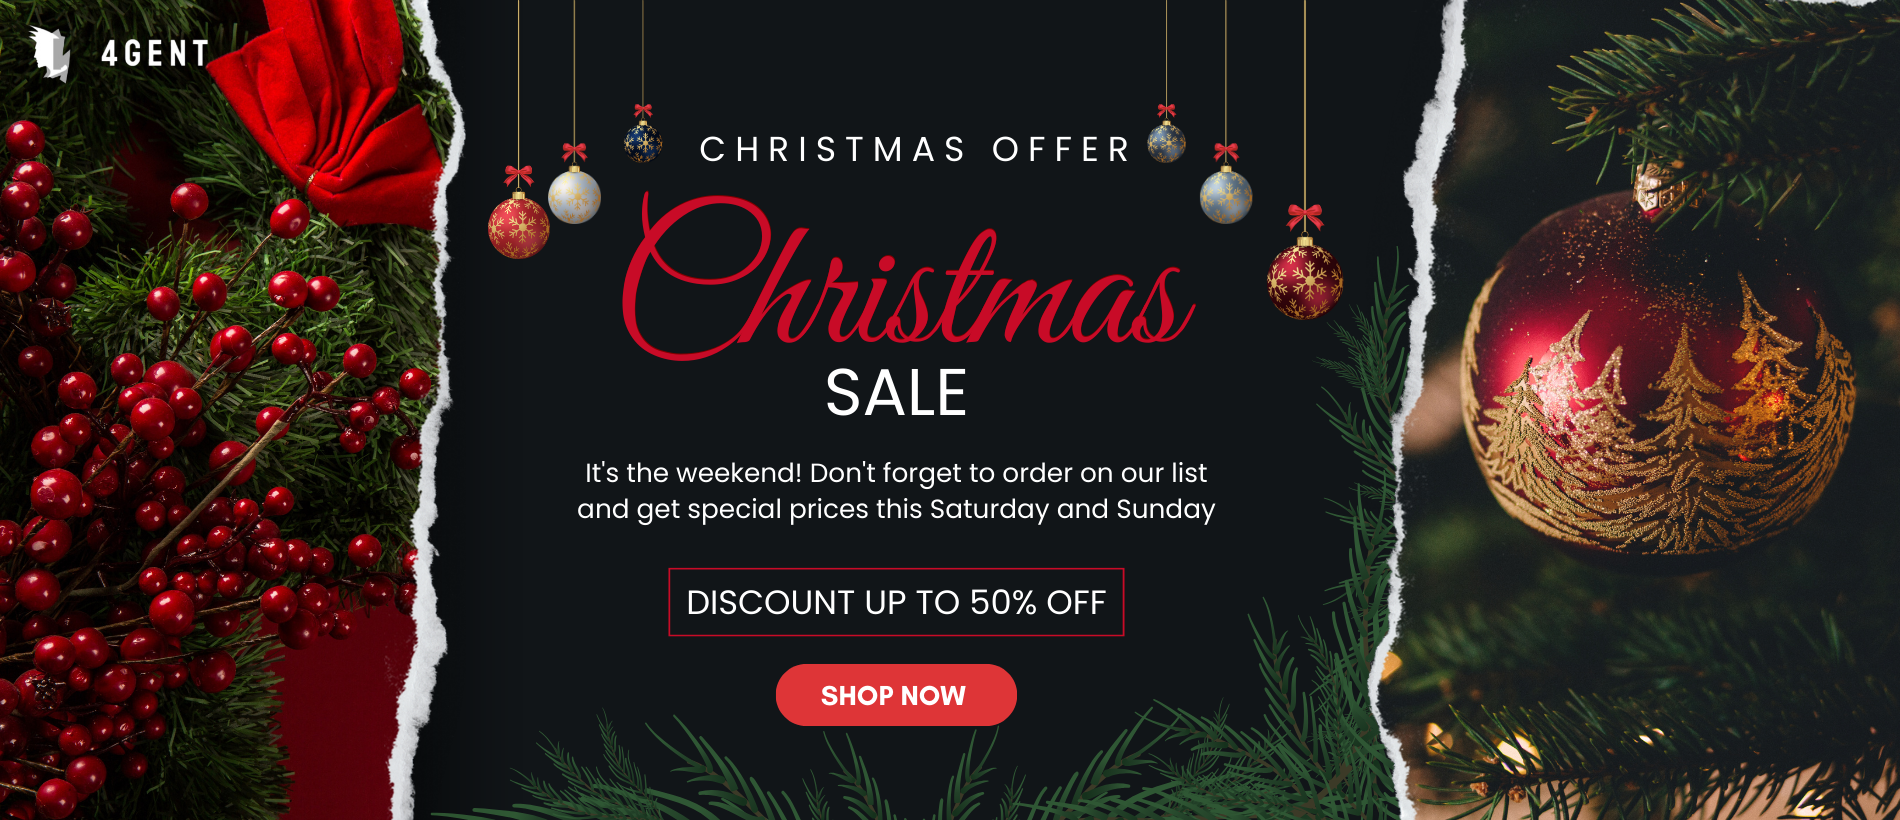 4GENT
CHRISTMAS OFFER
Christmas
SALE
It's the weekend! Don't forget to order on our list
and get special prices this Saturday and Sunday
DISCOUNT UP TO 50% OFF
SHOP NOW